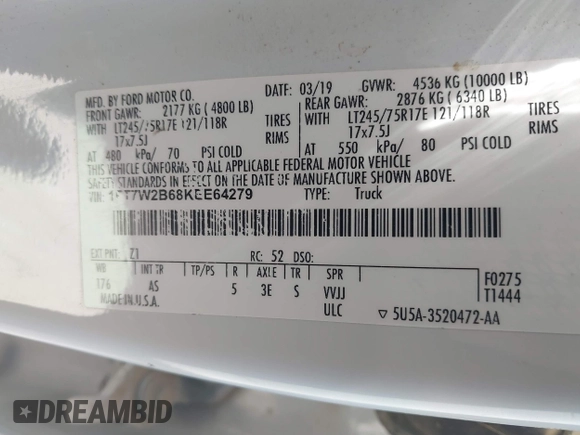 MFD. BY FORD MOTOR CO.
DATE: 03/19 GVWR: 4536 KG (10000 LB)
FRONT GAWR: 2177 KG ( 4800 LB)
REAR GAWR: 2876 KG ( 6340 LB)
WITH LT245/75R17E 121/118R TIRES
WITH LT245/75R17E 121/118R TIRES
17x7.5J RIMS
17x7.5J RIMS
AT 480 kPa/ 70 PSI COLD
AT 550 kPa/ 80 PSI COLD
THIS VEHICLE CONFORMS TO ALL APPLICABLE FEDERAL MOTOR VEHICLE
SAFETY STANDARDS IN EFFECT ON THE DATE OF MANUFACTURE SHOWN ABOVE.
VIN: 1FT7W2B68KEE64279 TYPE: Truck
EXT PNT: Z1 RC: 52 DSO:
WB INT TR TP/PS R AXLE TR SPR
176 AS 5 3E S VVJJ
ULC
F0275
T1444
MADE IN U.S.A.
▽ 5U5A-3520472-AA
DREAMBID